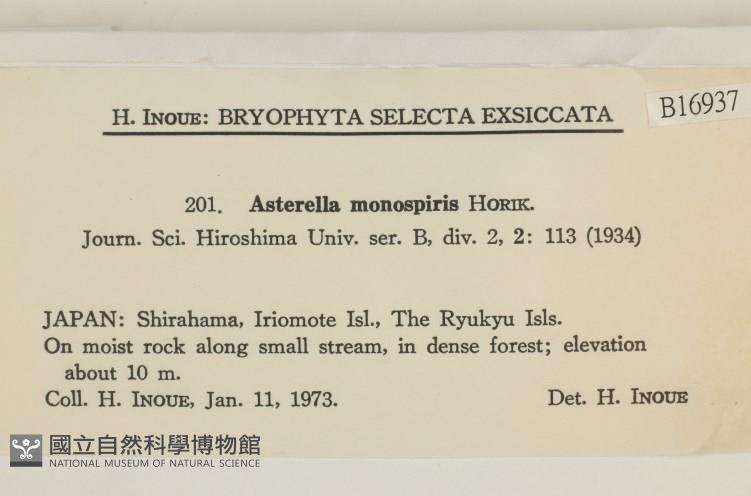 H. INOUE: BRYOPHYTA SELECTA EXSICCATA
B16937
201. Asterella monospiris HORIK.
Journ. Sci. Hiroshima Univ. ser. B, div. 2, 2: 113 (1934)
JAPAN: Shirahama, Iriomote Isl., The Ryukyu Isls.
On moist rock along small stream, in dense forest; elevation
about 10 m.
Coll. H. INOUE, Jan. 11, 1973. Det. H. INOUE
國立自然科學博物館
NATIONAL MUSEUM OF NATURAL SCIENCE